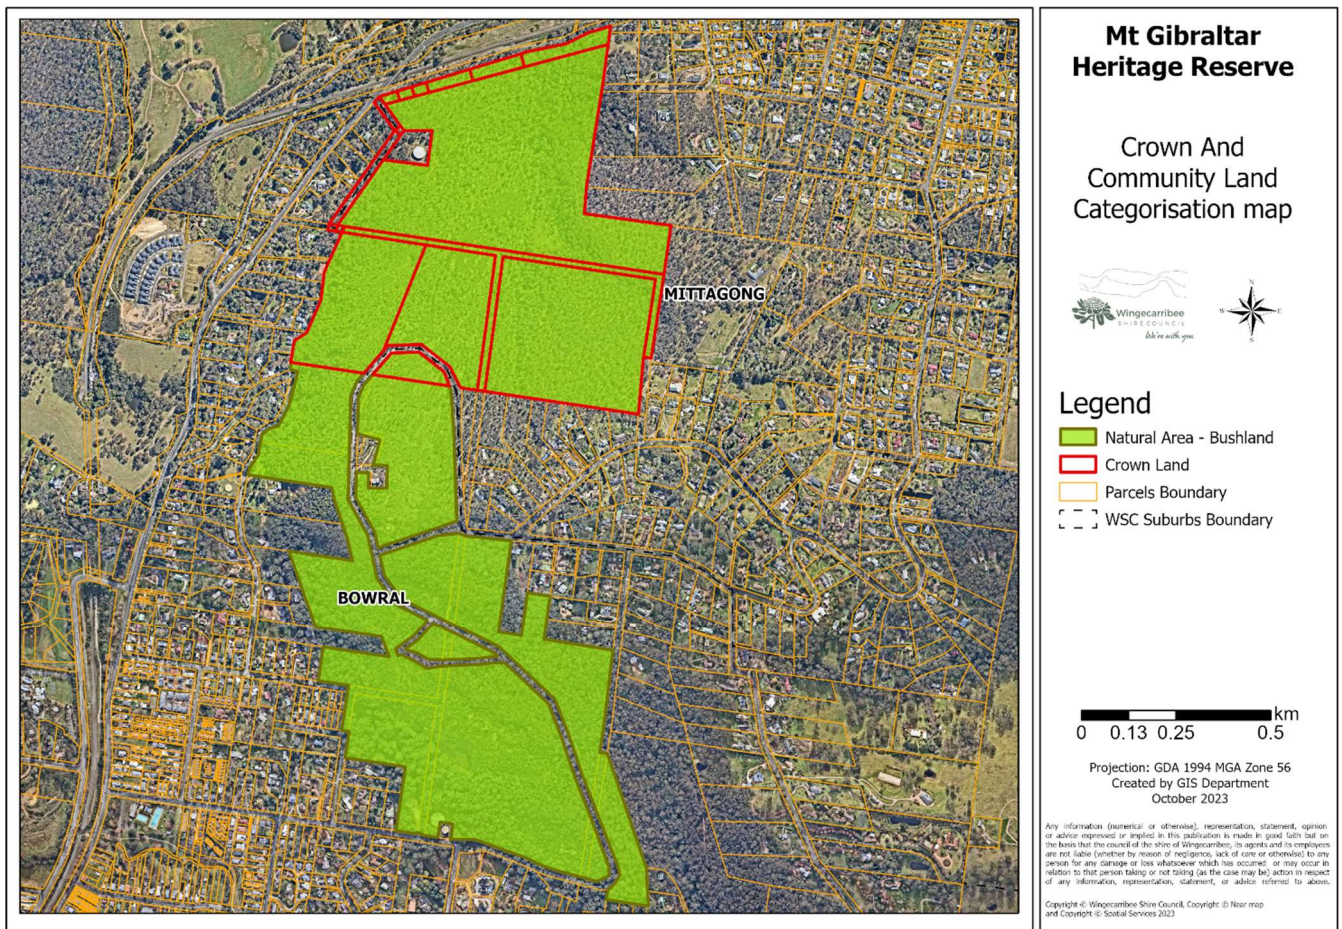 Mt Gibraltar
Heritage Reserve
Crown And
Community Land
Categorisation map
Wingecarribee
SHIRE COUNCIL
We're with you
N
W
E
S
Legend
Natural Area - Bushland
Crown Land
Parcels Boundary
WSC Suburbs Boundary
MITTAGONG
BOWRAL
km
0 0.13 0.25 0.5
Projection: GDA 1994 MGA Zone 56
Created by GIS Department
October 2023
Any information (numerical or otherwise), representation, statement, opinion
or advice expressed or implied in this publication is made in good faith but on
the basis that the council of the shire of Wingecarribee, its agents and its employees
are not liable (whether by reason of negligence, lack of care or otherwise) to any
person for any damage or loss whatsoever which has occurred or may occur in
relation to that person taking or not taking (as the case may be) action in respect
of any information, representation, statement, or advice referred to above.
Copyright © Wingecarribee Shire Council, Copyright © Near map
and Copyright © Spatial Services 2023